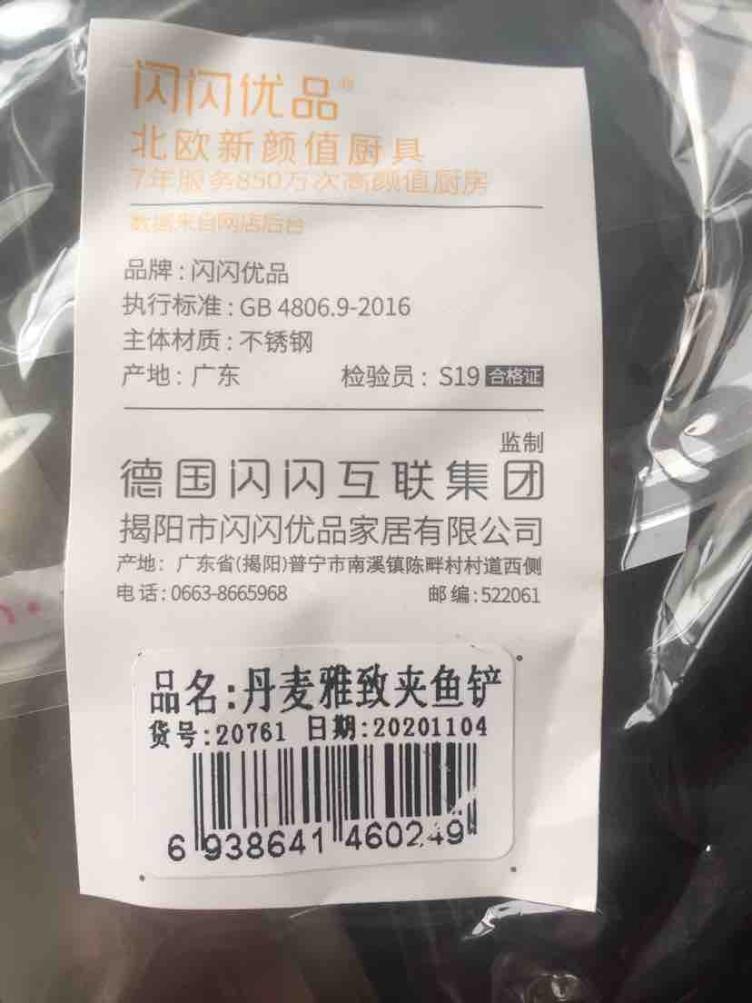 闪闪优品®
北欧新颜值厨具
7年服务850万次高颜值厨房
数据来自网店后台
品牌：闪闪优品
执行标准：GB 4806.9-2016
主体材质：不锈钢
产地：广东 检验员：S19 合格证
监制
德国闪闪互联集团
揭阳市闪闪优品家居有限公司
产地：广东省(揭阳)普宁市南溪镇陈畔村村道西侧
电话：0663-8665968 邮编：522061
品名:丹麦雅致夹鱼铲
货号:20761 日期:20201104
6 938641 460249